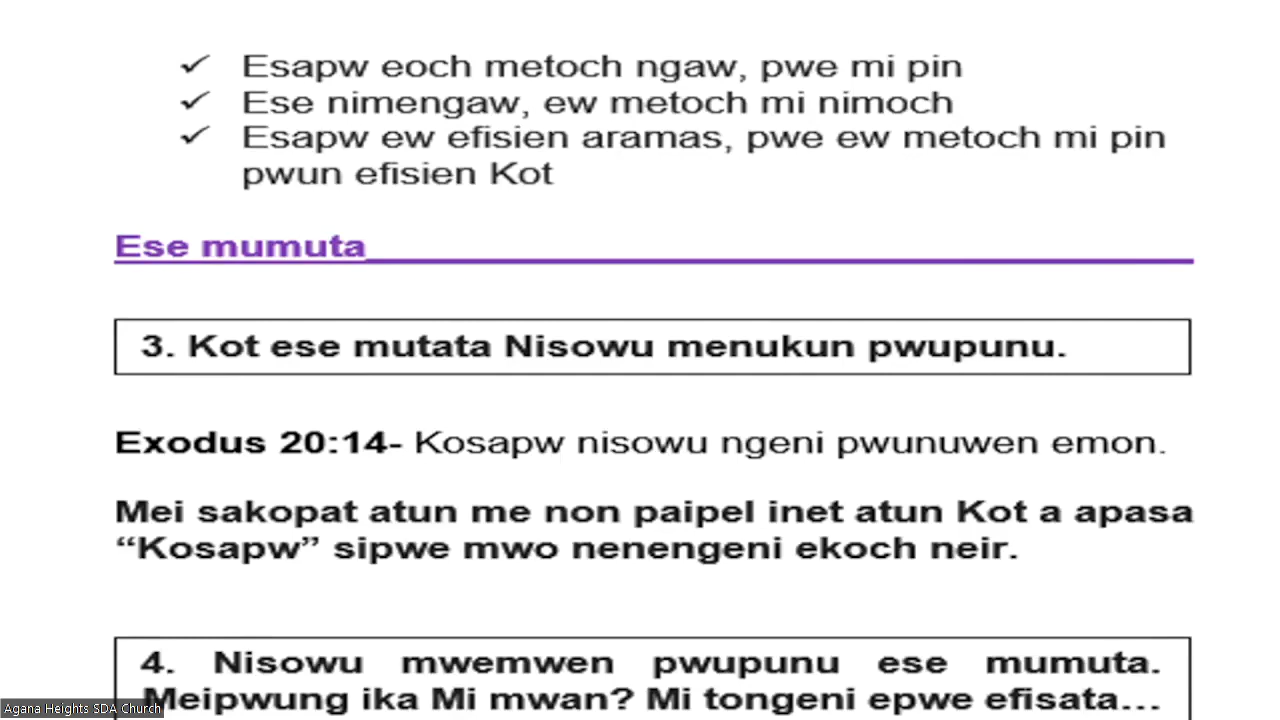 ✓ Esapw eoch metoch ngaw, pwe mi pin
✓ Ese nimengaw, ew metoch mi nimoch
✓ Esapw ew efisien aramas, pwe ew metoch mi pin
pwun efisien Kot
Ese mumuta
3. Kot ese mutata Nisowu menukun pwupunu.
Exodus 20:14- Kosapw nisowu ngeni pwunuwen emon.
Mei sakopat atun me non paipel inet atun Kot a apasa
“Kosapw” sipwe mwo nenengeni ekoch neir.
4. Nisowu mwemwen pwupunu ese mumuta.
Meipwung ika Mi mwan? Mi tongeni epwe efisata…
Agana Heights SDA Church